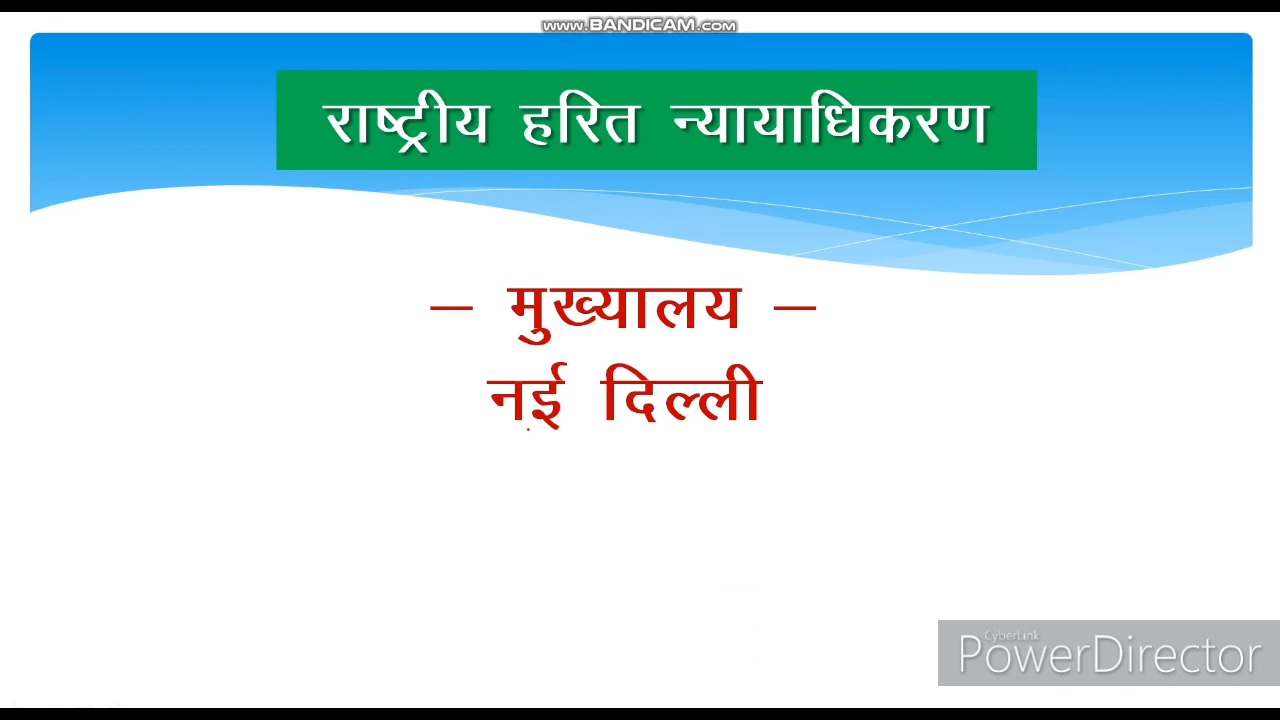 www.BANDICAM.com
राष्ट्रीय हरित न्यायाधिकरण
– मुख्यालय –
नई दिल्ली
CyberLink
PowerDirector